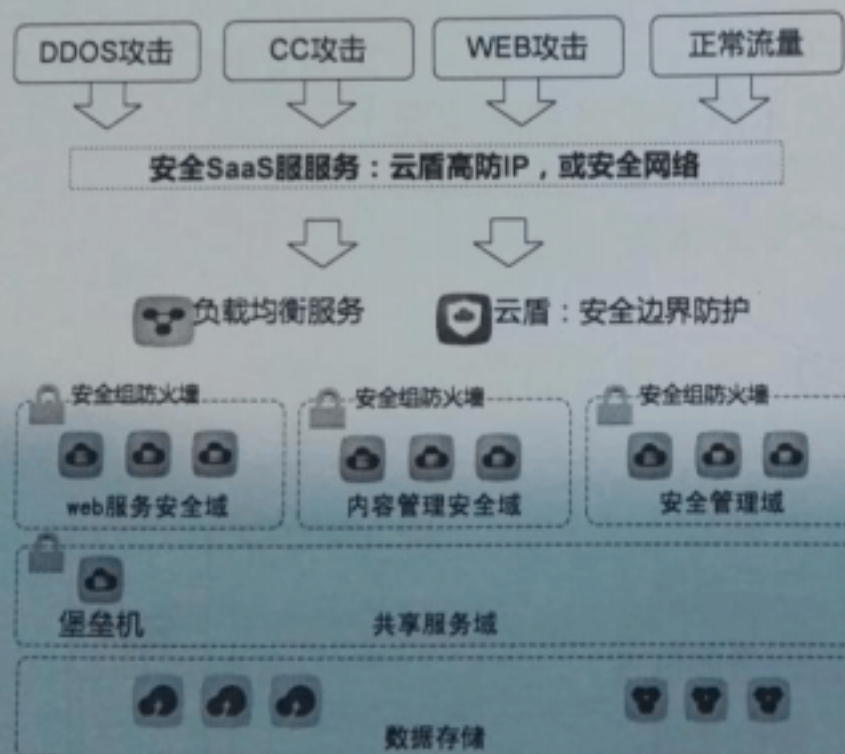 DDOS攻击
CC攻击
WEB攻击
正常流量
安全SaaS服服务：云盾高防IP，或安全网络
负载均衡服务
云盾：安全边界防护
安全组防火墙
安全组防火墙
安全组防火墙
web服务安全域
内容管理安全域
安全管理域
堡垒机
共享服务域
数据存储